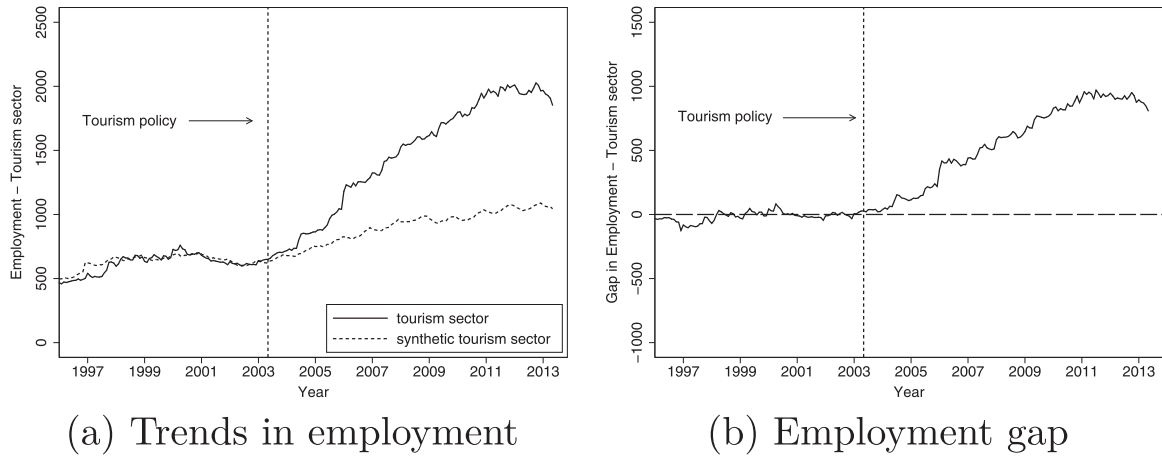 Employment – Tourism sector
2500
2000
1500
1000
500
0
Tourism policy
tourism sector
synthetic tourism sector
1997 1999 2001 2003 2005 2007 2009 2011 2013
Year
(a) Trends in employment
Gap in Employment – Tourism sector
1500
1000
500
0
−500
−1000
Tourism policy
1997 1999 2001 2003 2005 2007 2009 2011 2013
Year
(b) Employment gap